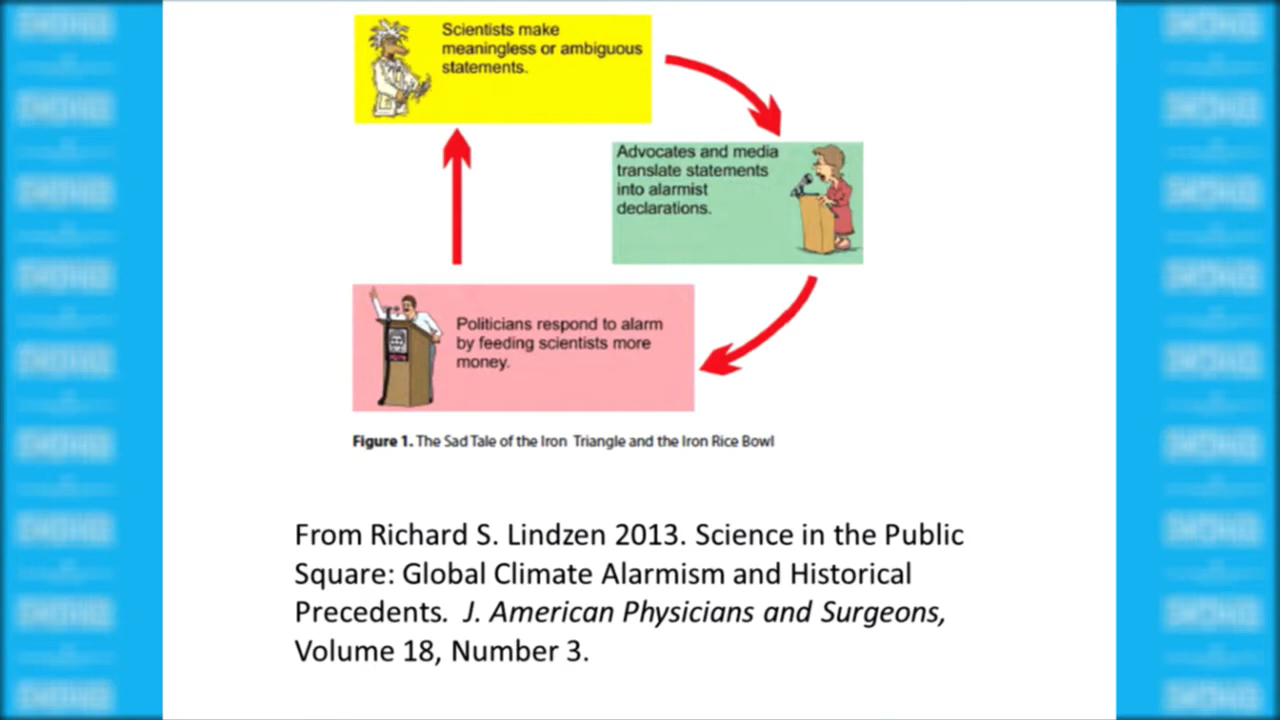 Scientists make
meaningless or ambiguous
statements.
Advocates and media
translate statements
into alarmist
declarations.
Politicians respond to alarm
by feeding scientists more
money.
Figure 1. The Sad Tale of the Iron Triangle and the Iron Rice Bowl
From Richard S. Lindzen 2013. Science in the Public
Square: Global Climate Alarmism and Historical
Precedents. J. American Physicians and Surgeons,
Volume 18, Number 3.